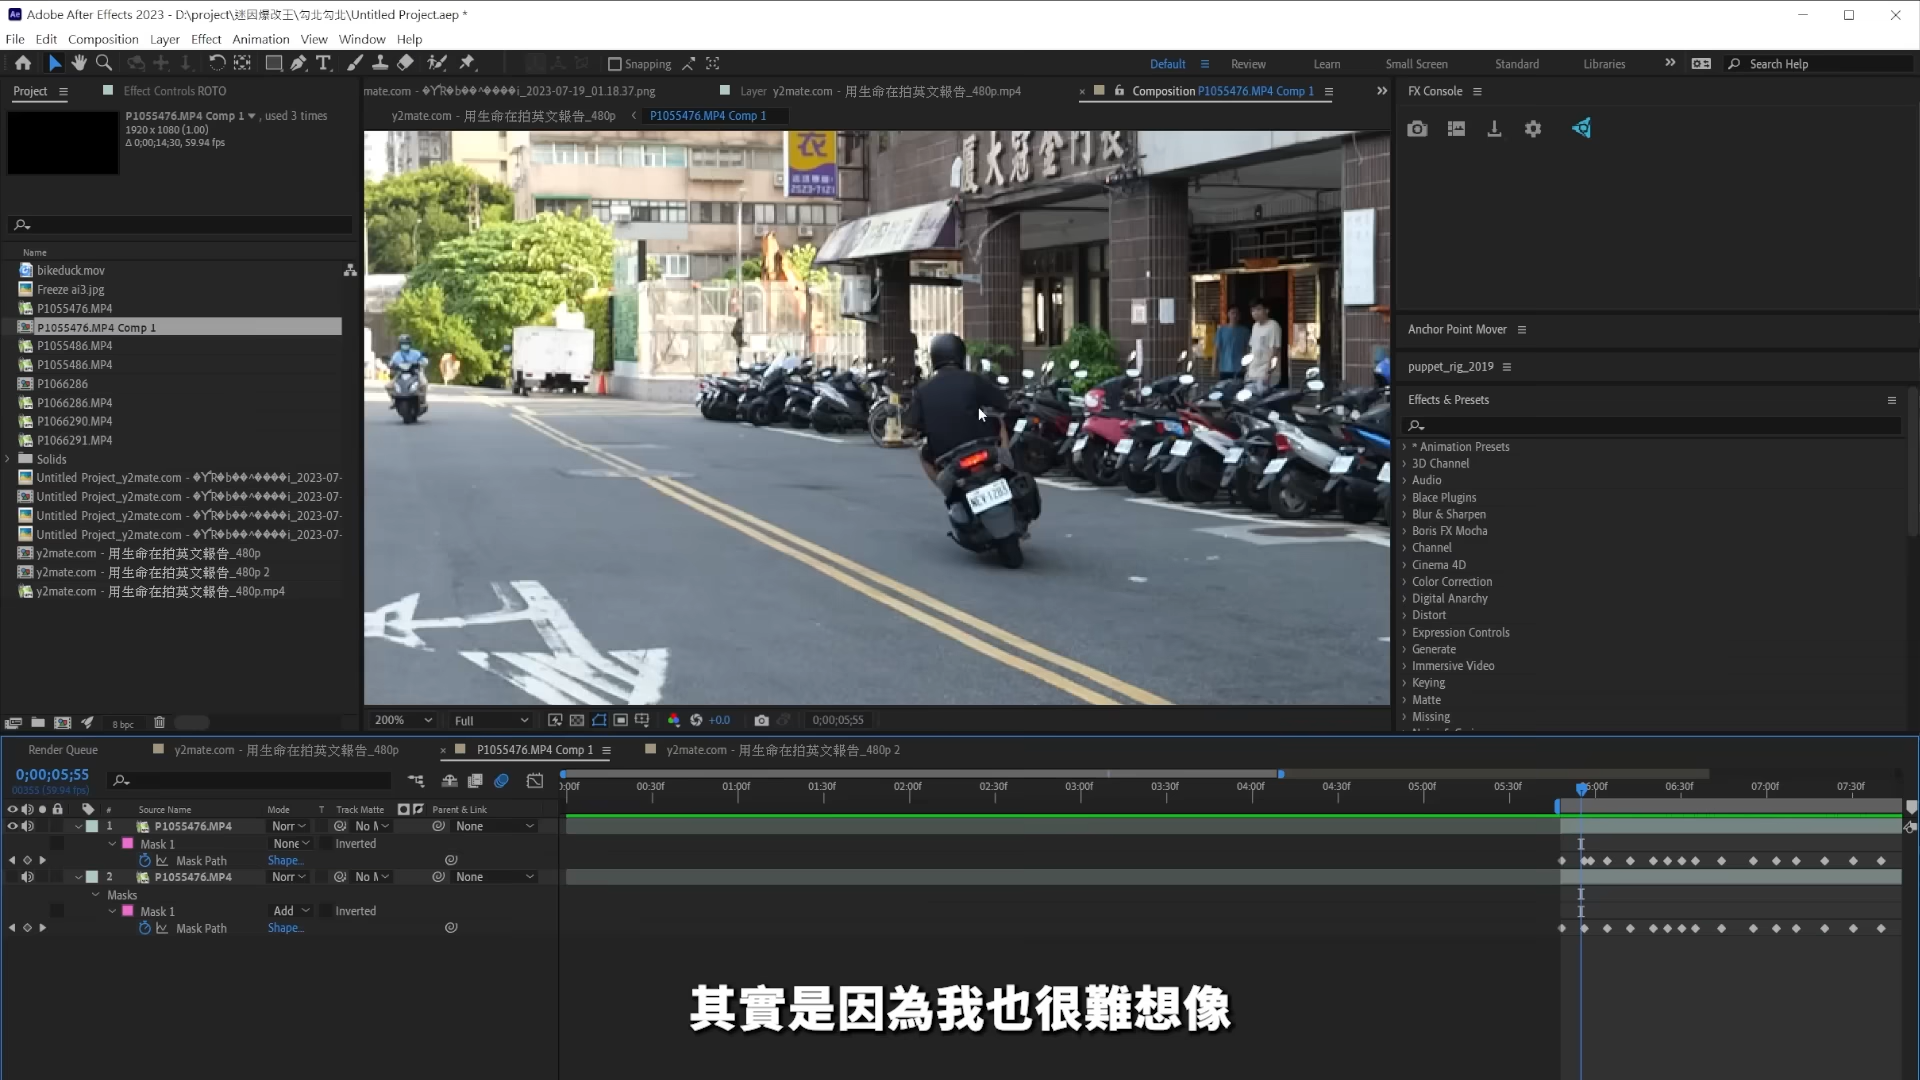 Adobe After Effects 2023 - D:\project\迷因爆改王\勾北勾北\Untitled Project.aep *
File Edit Composition Layer Effect Animation View Window Help
Snapping
Default Review Learn Small Screen Standard Libraries
Search Help
Project
Effect Controls ROTO
Layer y2mate.com - 用生命在拍英文報告_480p.mp4
Composition P1055476.MP4 Comp 1
FX Console
y2mate.com - 用生命在拍英文報告_480p
P1055476.MP4 Comp 1
P1055476.MP4 Comp 1, used 3 times
1920 x 1080 (1.00)
Δ 0;00;14;30, 59.94 fps
Name
bikeduck.mov
Freeze ai3.jpg
P1055476.MP4
P1055476.MP4 Comp 1
P1055486.MP4
P1055486.MP4
P1066286
P1066286.MP4
P1066290.MP4
P1066291.MP4
Solids
y2mate.com - 用生命在拍英文報告_480p
y2mate.com - 用生命在拍英文報告_480p 2
y2mate.com - 用生命在拍英文報告_480p.mp4
8 bpc
衣
2523-7121
廈大冠金門
200% Full +0.0 0;00;05;55
Anchor Point Mover
puppet_rig_2019
Effects & Presets
* Animation Presets
3D Channel
Audio
Blace Plugins
Blur & Sharpen
Boris FX Mocha
Channel
Cinema 4D
Color Correction
Digital Anarchy
Distort
Expression Controls
Generate
Immersive Video
Keying
Matte
Missing
Render Queue
y2mate.com - 用生命在拍英文報告_480p
P1055476.MP4 Comp 1
y2mate.com - 用生命在拍英文報告_480p 2
0;00;05;55
00355 (59.94 fps)
:00f 00:30f 01:00f 01:30f 02:00f 02:30f 03:00f 03:30f 04:00f 04:30f 05:00f 05:30f 06:30f 07:00f 07:30f
# Source Name Mode T Track Matte Parent & Link
1 P1055476.MP4 None
Mask 1 None Inverted
Mask Path Shape...
2 P1055476.MP4 None
Masks
Mask 1 Add Inverted
Mask Path Shape...
其實是因為我也很難想像